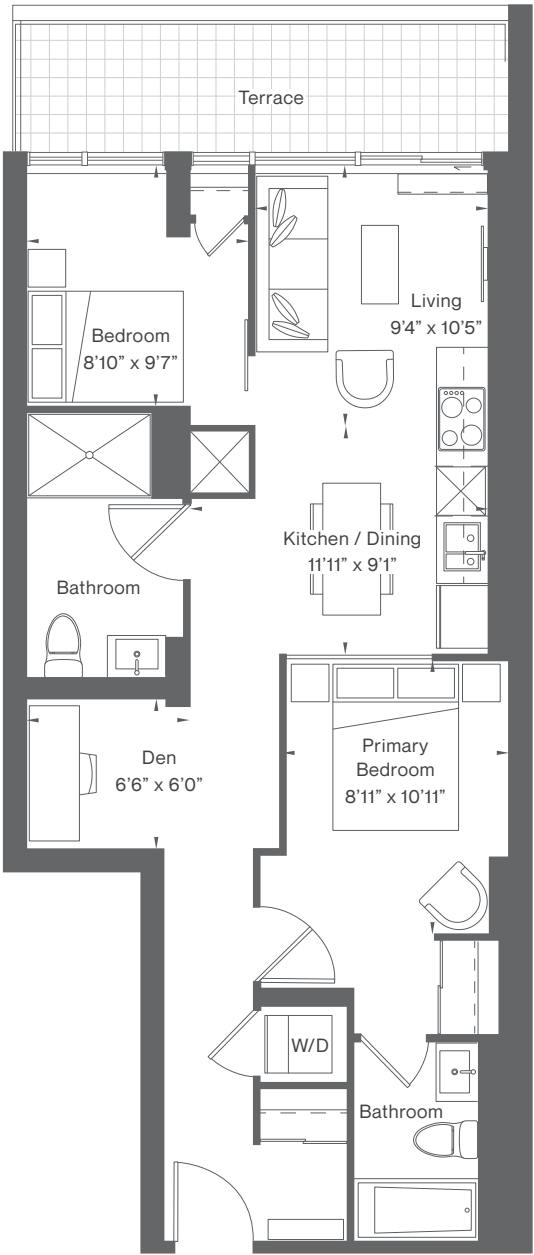 Terrace
Living
9'4" x 10'5"
Bedroom
8'10" x 9'7"
Kitchen / Dining
11'11" x 9'1"
Bathroom
Den
6'6" x 6'0"
Primary
Bedroom
8'11" x 10'11"
W/D
Bathroom